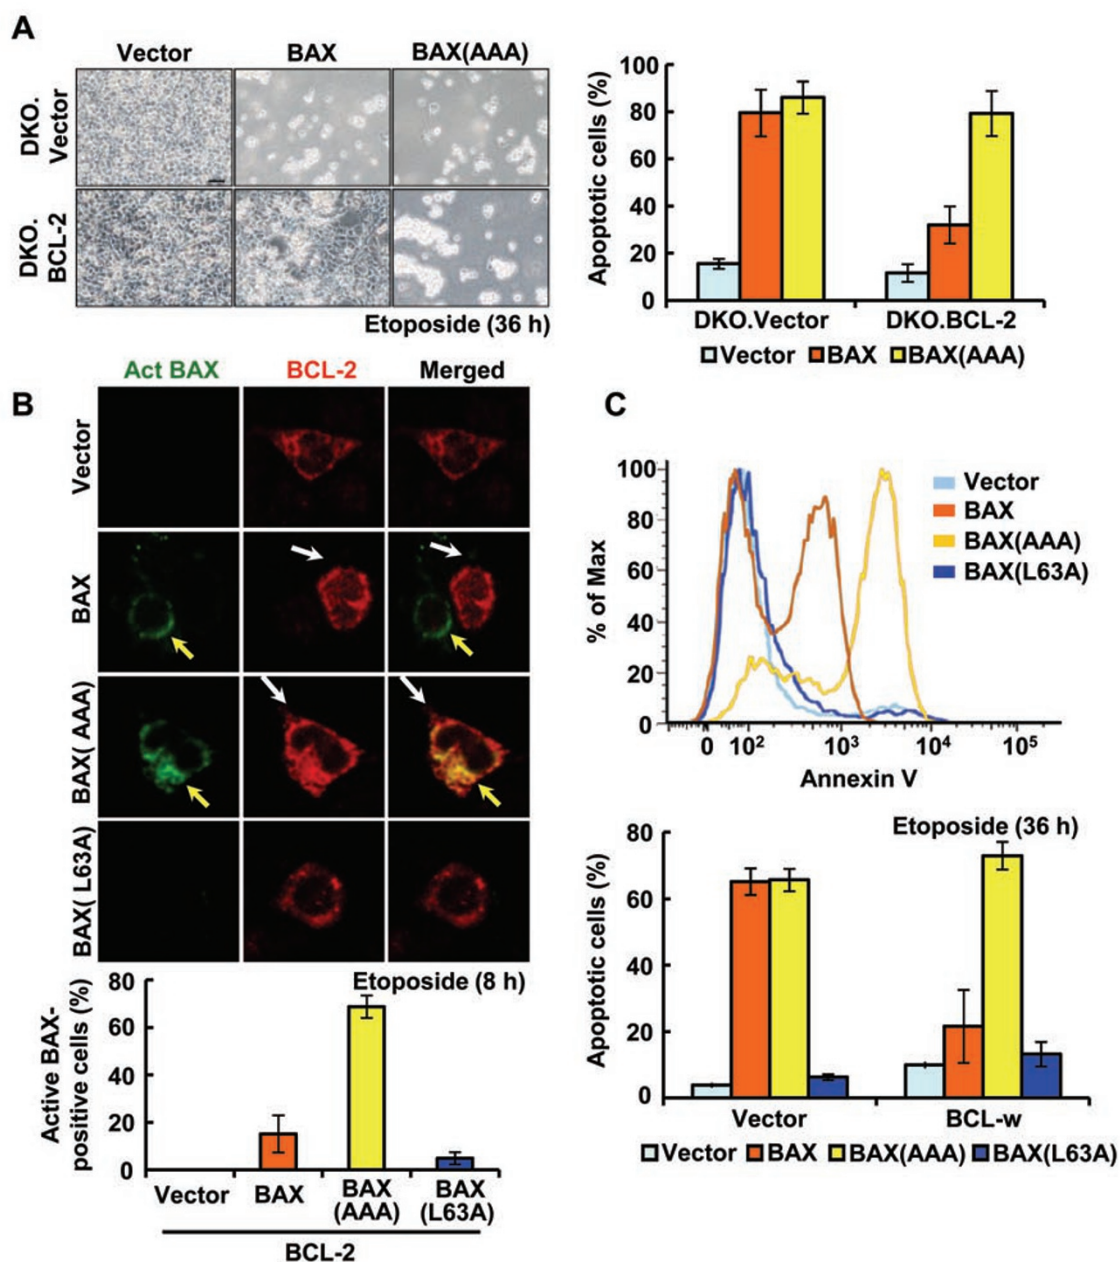 A
Vector BAX BAX(AAA)
DKO.
Vector
DKO.
BCL-2
Etoposide (36 h)
Apoptotic cells (%)
100
80
60
40
20
0
DKO.Vector DKO.BCL-2
Vector BAX BAX(AAA)
B
Act BAX BCL-2 Merged
Vector
BAX
BAX( AAA)
BAX( L63A)
Etoposide (8 h)
Active BAX-
positive cells (%)
80
60
40
20
0
Vector BAX BAX BAX
(AAA) (L63A)
BCL-2
C
% of Max
100
80
60
40
20
0
Vector
BAX
BAX(AAA)
BAX(L63A)
0 10² 10³ 10⁴ 10⁵
Annexin V
Etoposide (36 h)
Apoptotic cells (%)
80
60
40
20
0
Vector BCL-w
Vector BAX BAX(AAA) BAX(L63A)